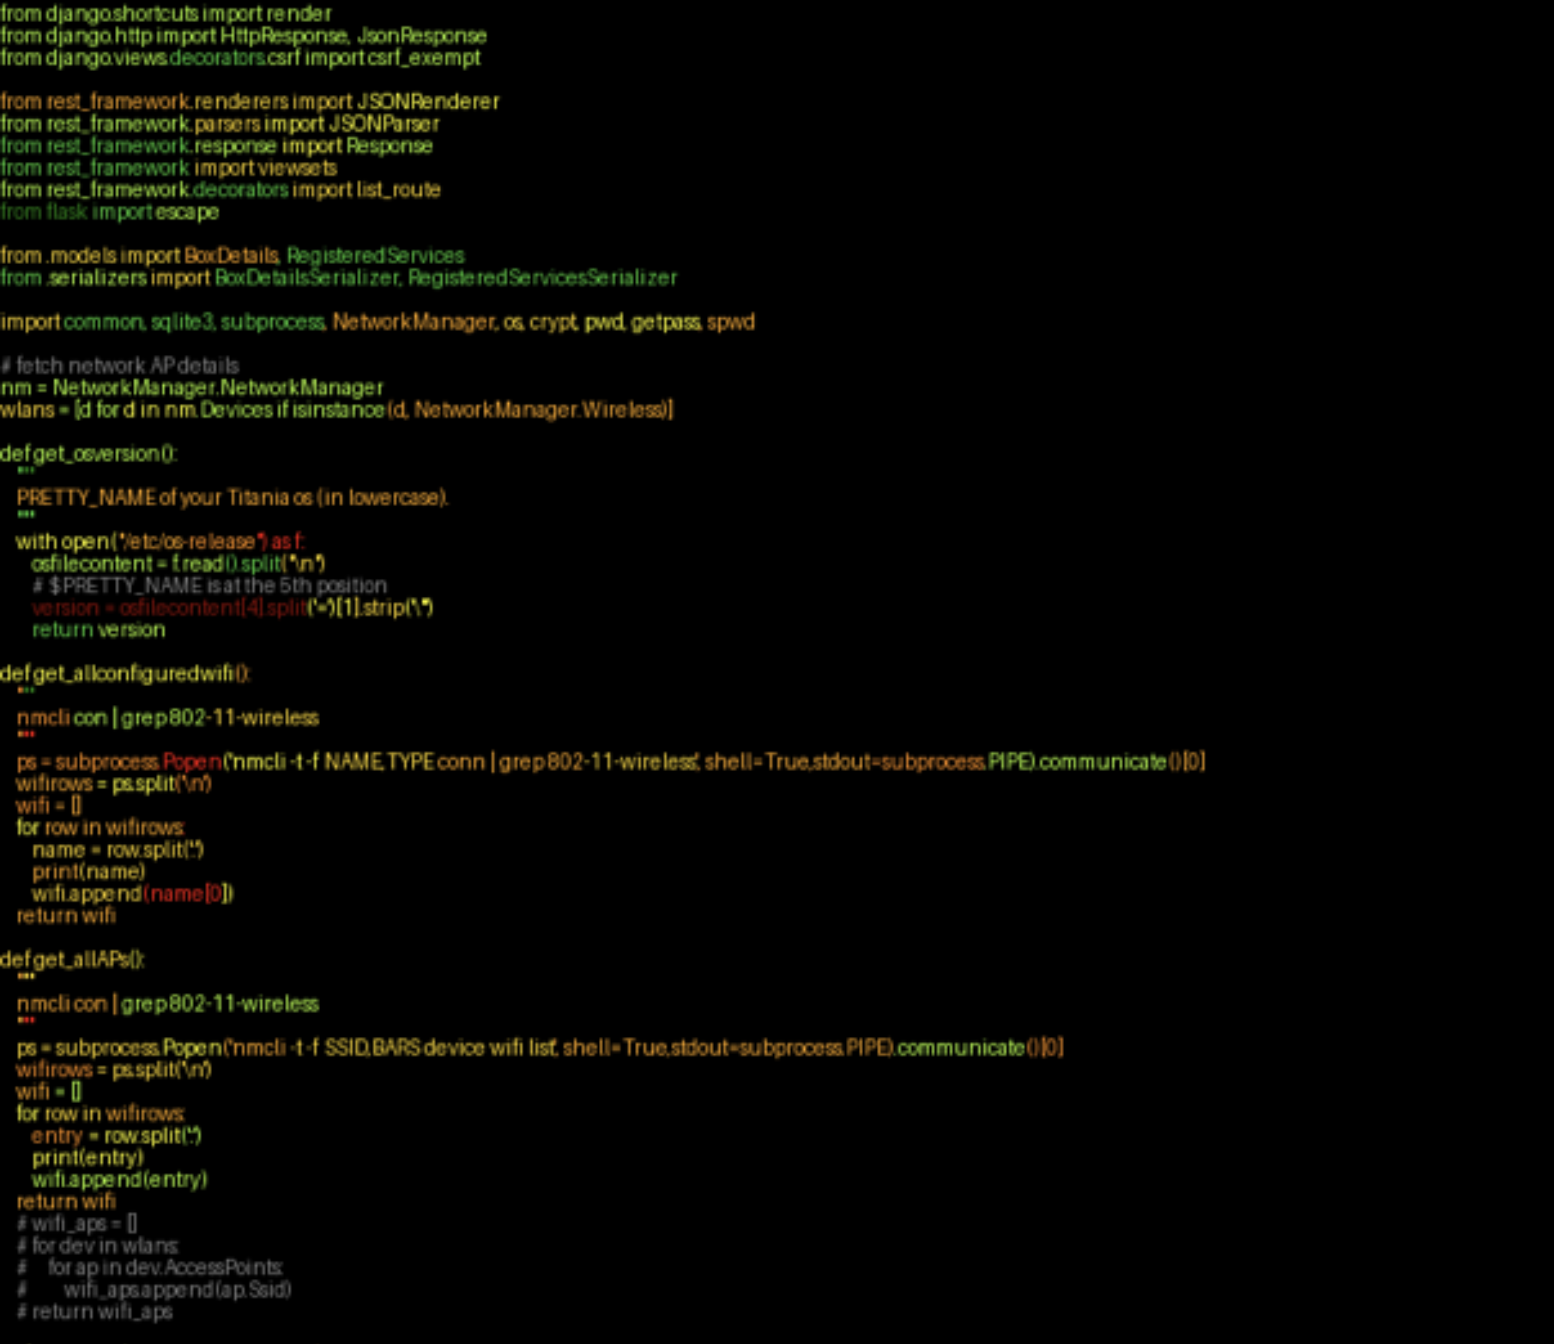 from django.shortcuts import render
from django.http import HttpResponse, JsonResponse
from django.views.decorators.csrf import csrf_exempt

from rest_framework.renderers import JSONRenderer
from rest_framework.parsers import JSONParser
from rest_framework.response import Response
from rest_framework import viewsets
from rest_framework.decorators import list_route
from flask import escape

from .models import BoxDetails, RegisteredServices
from .serializers import BoxDetailsSerializer, RegisteredServicesSerializer

import common, sqlite3, subprocess, NetworkManager, os, crypt, pwd, getpass, spwd

# fetch network AP details
nm = NetworkManager.NetworkManager
wlans = [d for d in nm.Devices if isinstance(d, NetworkManager.Wireless)]

def get_osversion():
    """
    PRETTY_NAME of your Titania os (in lowercase).
    """
    with open("/etc/os-release") as f:
        osfilecontent = f.read().split("\n")
        # $PRETTY_NAME is at the 5th position
        version = osfilecontent[4].split('=')[1].strip('\"')
        return version

def get_allconfiguredwifi():
    """
    nmcli con | grep 802-11-wireless
    """
    ps = subprocess.Popen('nmcli -t -f NAME,TYPE conn | grep 802-11-wireless', shell=True,stdout=subprocess.PIPE).communicate()[0]
    wifirows = ps.split('\n')
    wifi = []
    for row in wifirows:
        name = row.split(':')
        print(name)
        wifi.append(name[0])
    return wifi

def get_allAPs():
    """
    nmcli con | grep 802-11-wireless
    """
    ps = subprocess.Popen('nmcli -t -f SSID,BARS device wifi list', shell=True,stdout=subprocess.PIPE).communicate()[0]
    wifirows = ps.split('\n')
    wifi = []
    for row in wifirows:
        entry = row.split(':')
        print(entry)
        wifi.append(entry)
    return wifi
    # wifi_aps = []
    # for dev in wlans:
    #     for ap in dev.AccessPoints:
    #         wifi_aps.append(ap.Ssid)
    # return wifi_aps